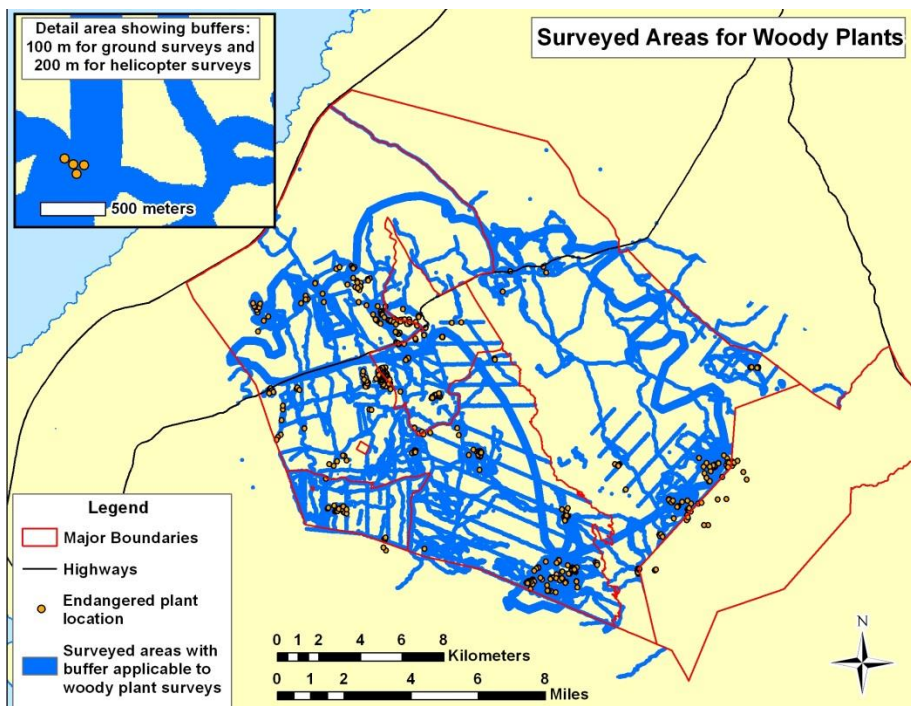 Detail area showing buffers:
100 m for ground surveys and
200 m for helicopter surveys
500 meters
Surveyed Areas for Woody Plants
Legend
Major Boundaries
Highways
Endangered plant
location
Surveyed areas with
buffer applicable to
woody plant surveys
0 1 2 4 6 8
Kilometers
0 1 2 4 6 8
Miles
N